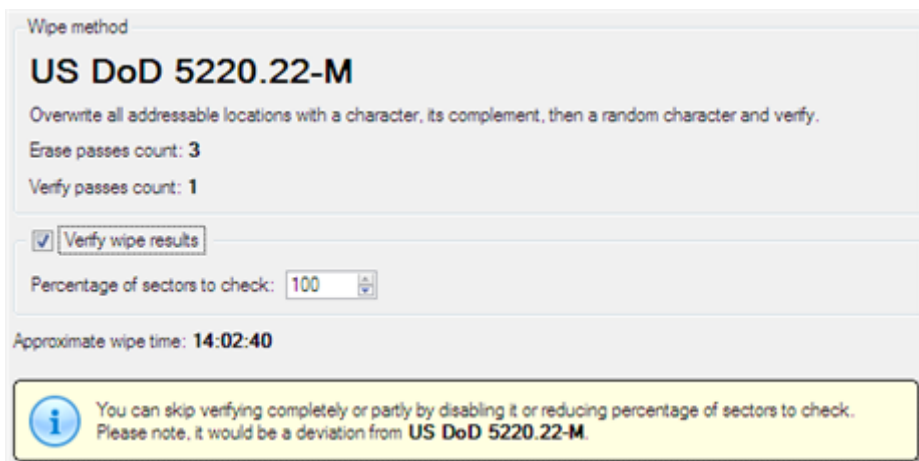 Wipe method
US DoD 5220.22-M
Overwrite all addressable locations with a character, its complement, then a random character and verify.
Erase passes count: 3
Verify passes count: 1
Verify wipe results
Percentage of sectors to check: 100
Approximate wipe time: 14:02:40
You can skip verifying completely or partly by disabling it or reducing percentage of sectors to check.
Please note, it would be a deviation from US DoD 5220.22-M.